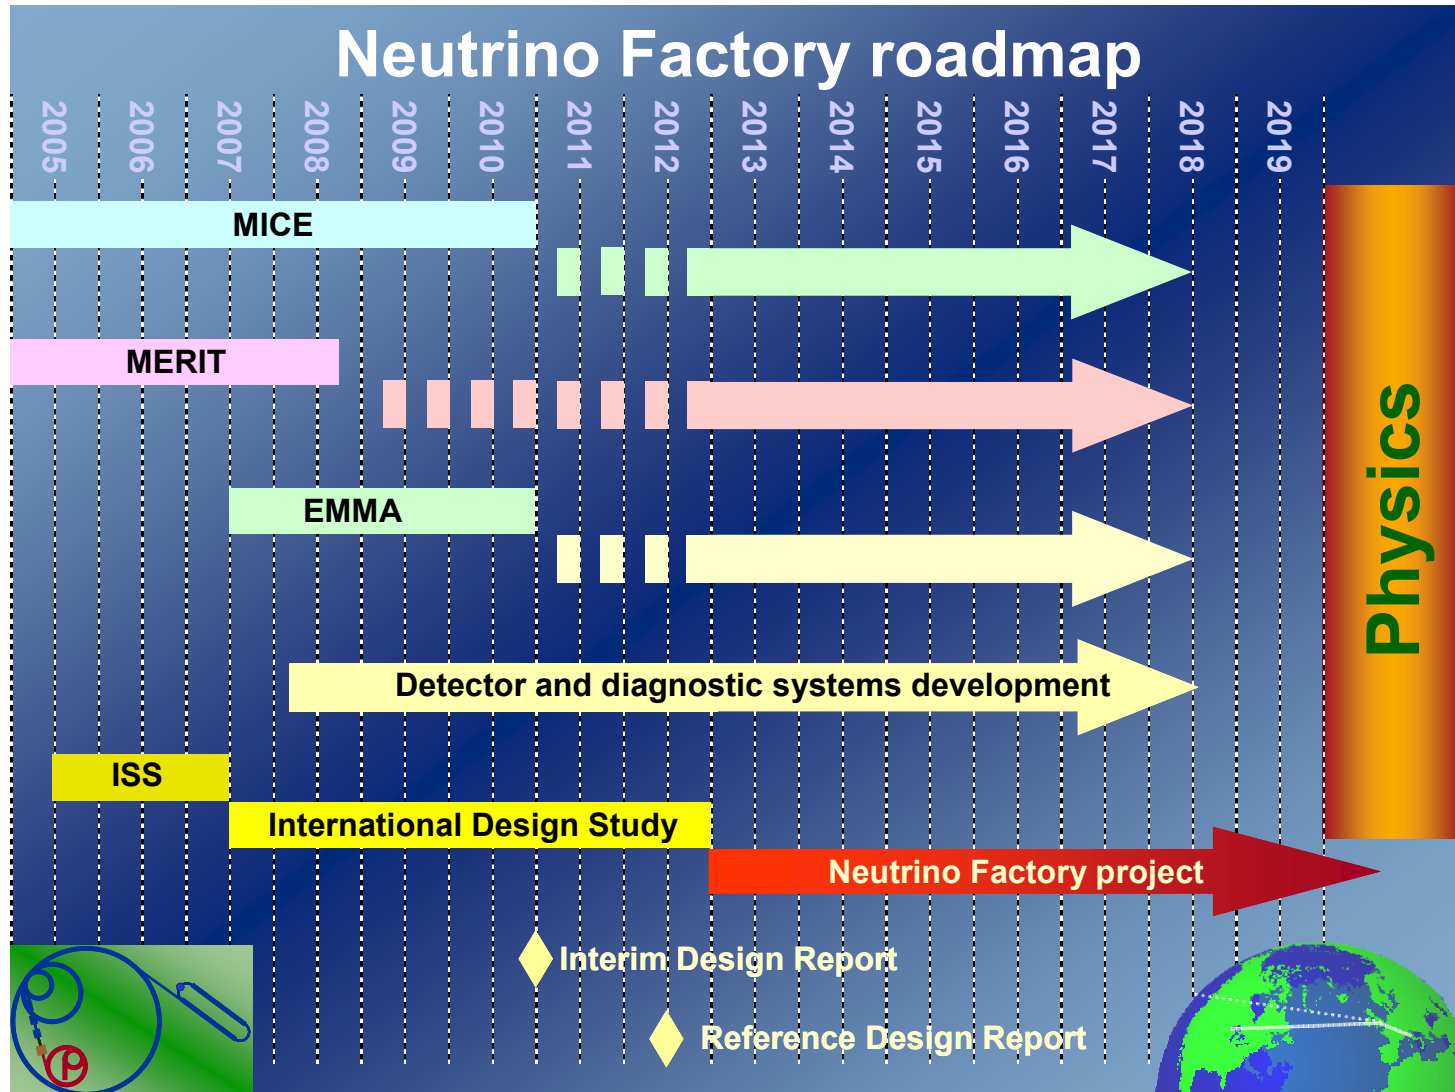 Neutrino Factory roadmap
2005 2006 2007 2008 2009 2010 2011 2012 2013 2014 2015 2016 2017 2018 2019
MICE
MERIT
EMMA
Detector and diagnostic systems development
ISS
International Design Study
Neutrino Factory project
Physics
Interim Design Report
Reference Design Report